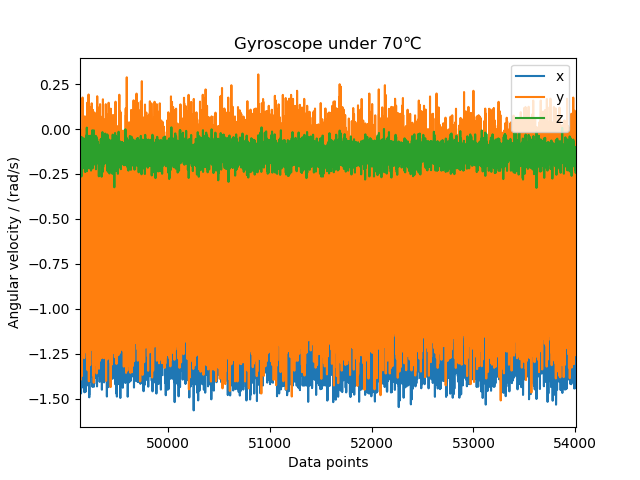 Gyroscope under 70℃
x
y
z
0.25
0.00
−0.25
−0.50
−0.75
−1.00
−1.25
−1.50
Angular velocity / (rad/s)
50000 51000 52000 53000 54000
Data points